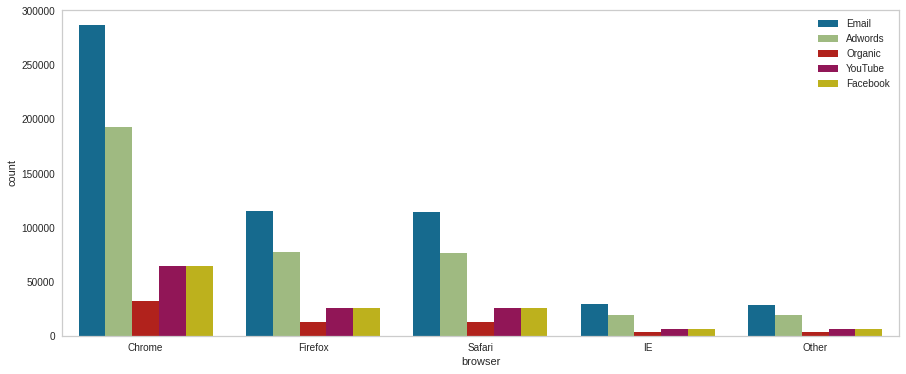 300000
250000
200000
150000
100000
50000
0
count
Chrome
Firefox
Safari
IE
Other
browser
Email
Adwords
Organic
YouTube
Facebook